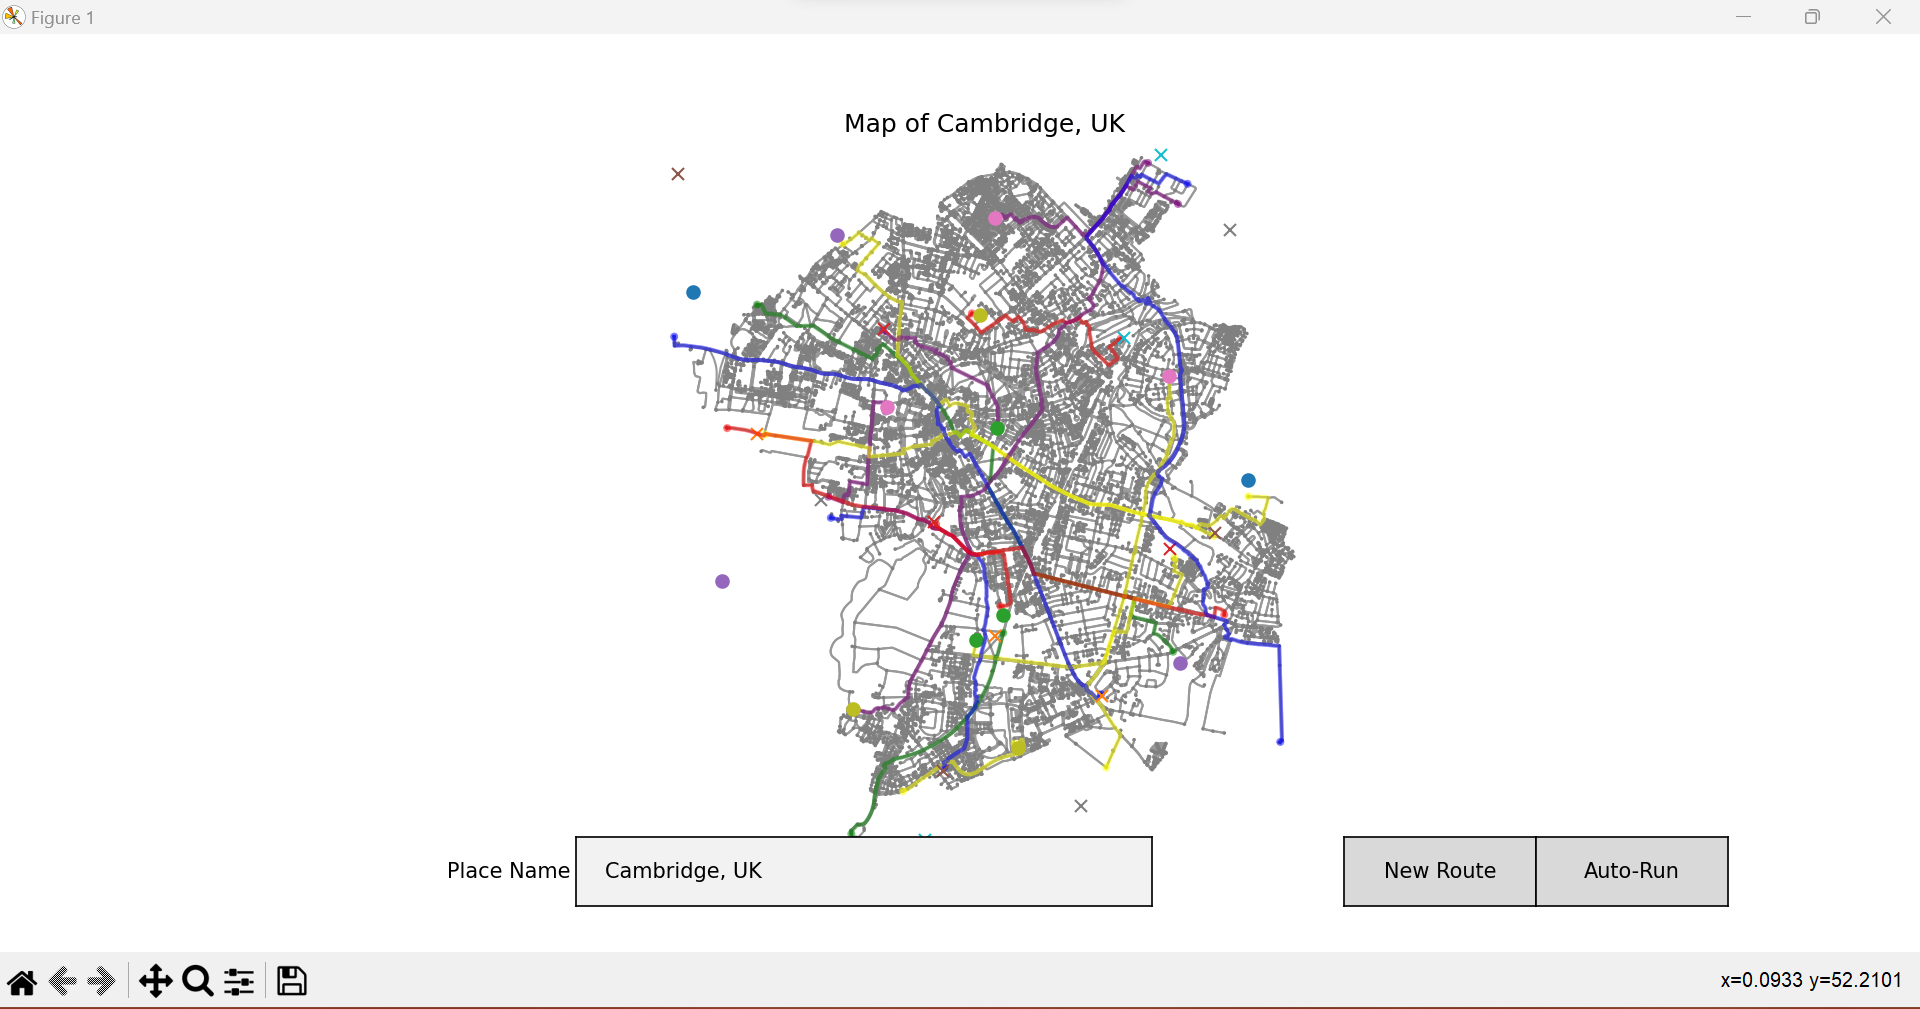 Figure 1
Map of Cambridge, UK
Place Name
Cambridge, UK
New Route
Auto-Run
x=0.0933 y=52.2101